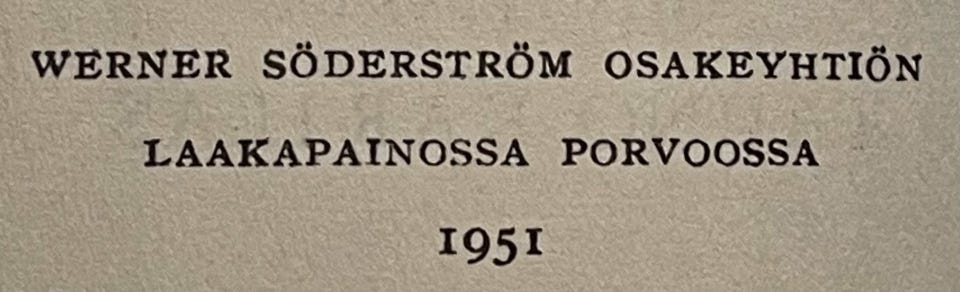 WERNER SÖDERSTRÖM OSAKEYHTIÖN
LAAKAPAINOSSA PORVOOSSA
1951